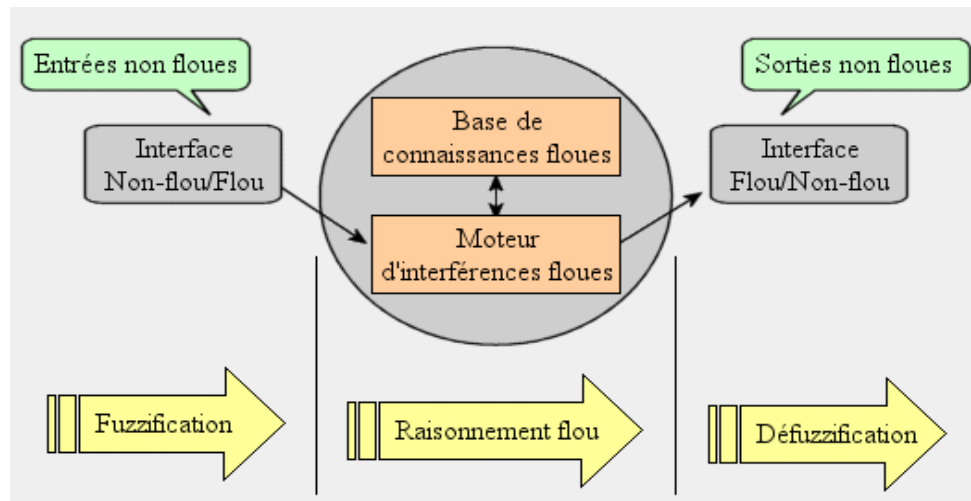 Entrées non floues
Sorties non floues
Interface
Non-flou/Flou
Base de
connaissances floues
Moteur
d'interférences floues
Interface
Flou/Non-flou
Fuzzification
Raisonnement flou
Défuzzification